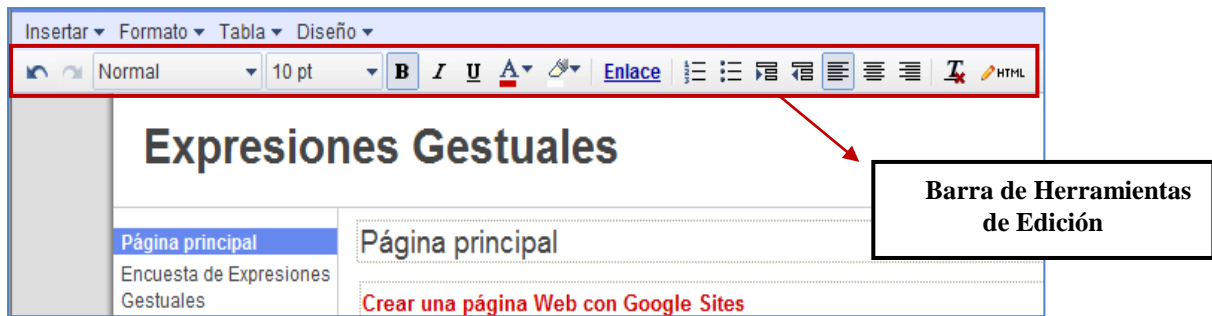 Insertar Formato Tabla Diseño
Normal 10 pt B I U A Enlace T HTML
Expresiones Gestuales
Barra de Herramientas
de Edición
Página principal
Encuesta de Expresiones
Gestuales
Página principal
Crear una página Web con Google Sites